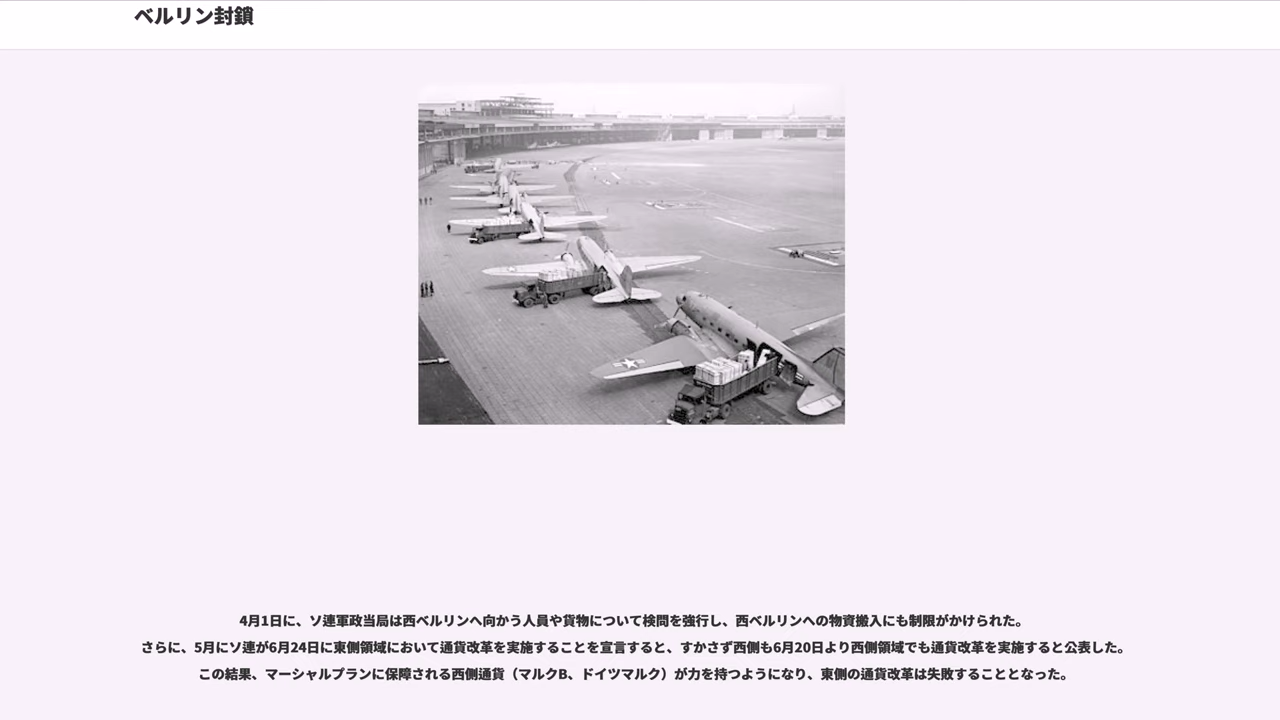 ベルリン封鎖
4月1日に、ソ連軍政当局は西ベルリンへ向かう人員や貨物について検問を強行し、西ベルリンへの物資搬入にも制限がかけられた。
さらに、5月にソ連が6月24日に東側領域において通貨改革を実施することを宣言すると、すかさず西側も6月20日より西側領域でも通貨改革を実施すると公表した。
この結果、マーシャルプランに保障される西側通貨（マルクB、ドイツマルク）が力を持つようになり、東側の通貨改革は失敗することとなった。